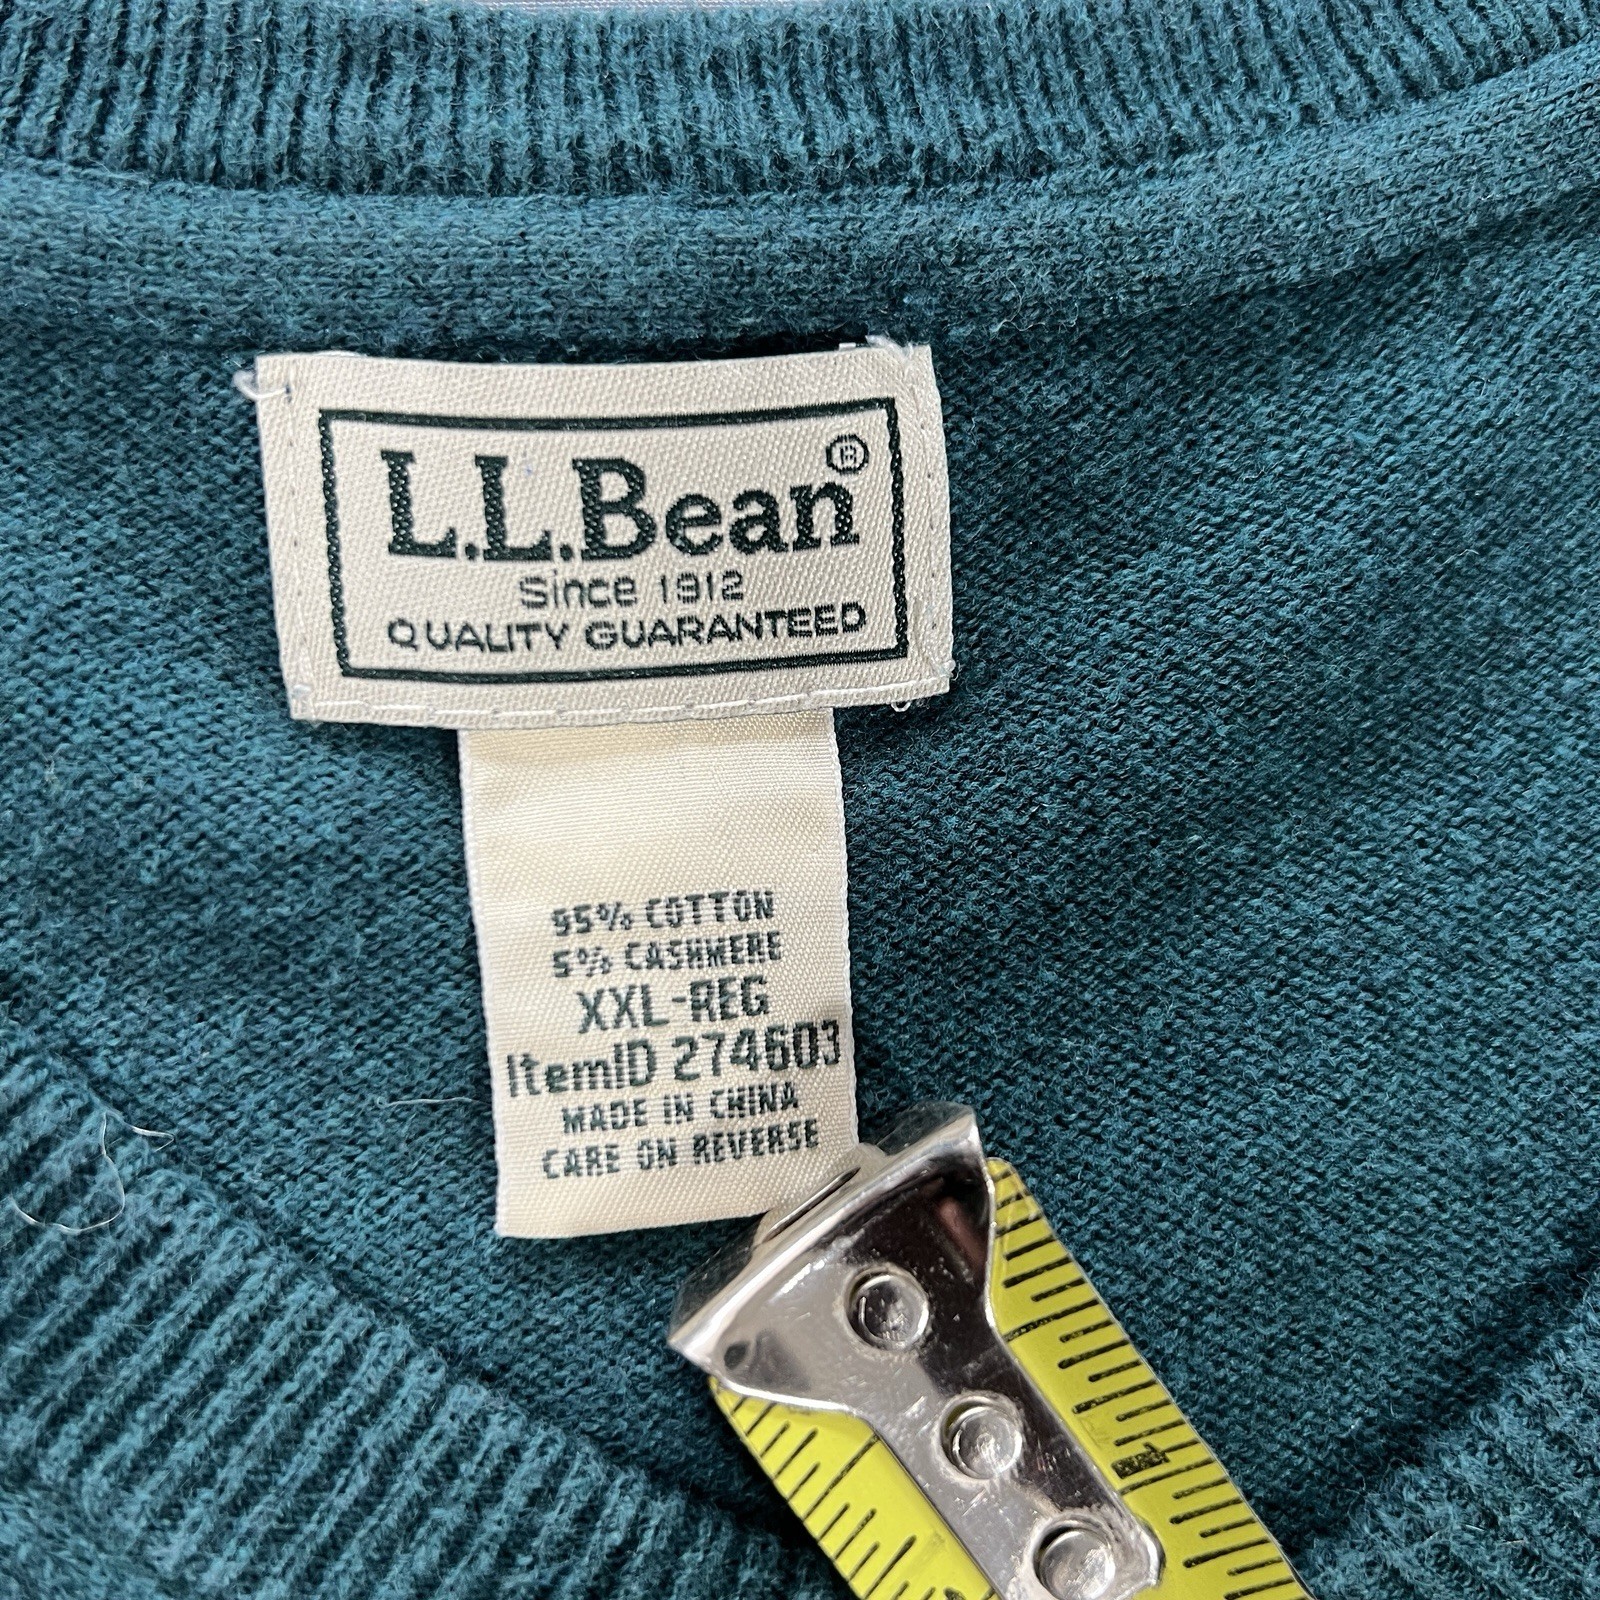 L.L.Bean®
Since 1912
QUALITY GUARANTEED
95% COTTON
5% CASHMERE
XXL-REG
ItemID 274603
MADE IN CHINA
CARE ON REVERSE
1